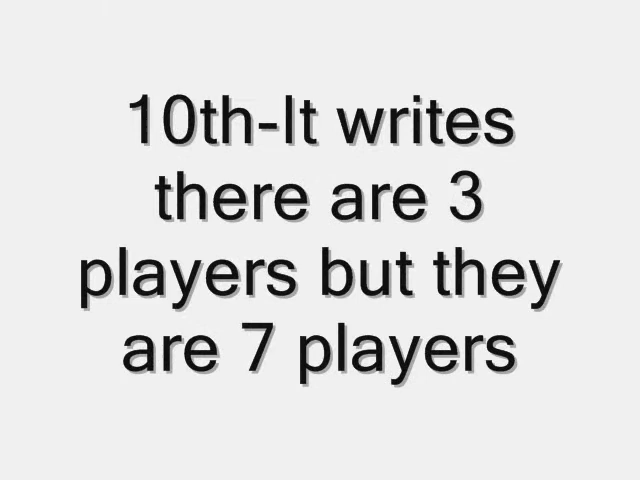 10th-It writes
there are 3
players but they
are 7 players